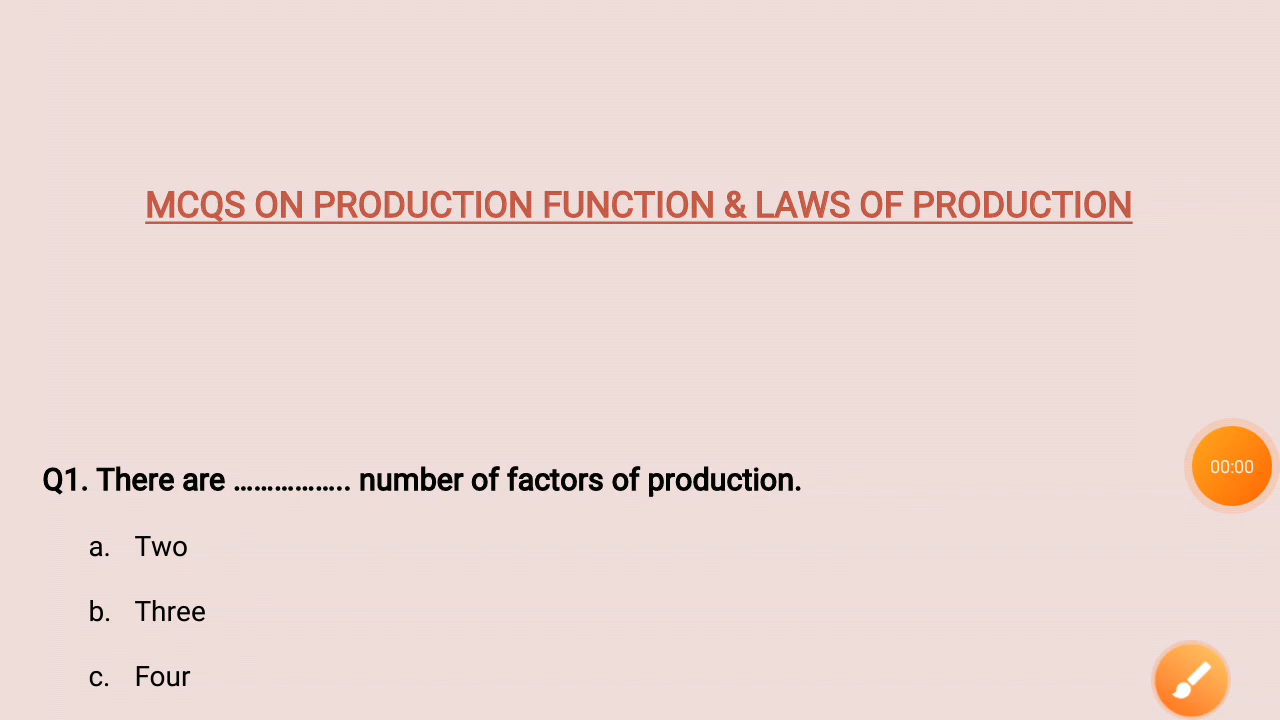 MCQS ON PRODUCTION FUNCTION & LAWS OF PRODUCTION
Q1. There are …………….. number of factors of production.
a. Two
b. Three
c. Four
00:00